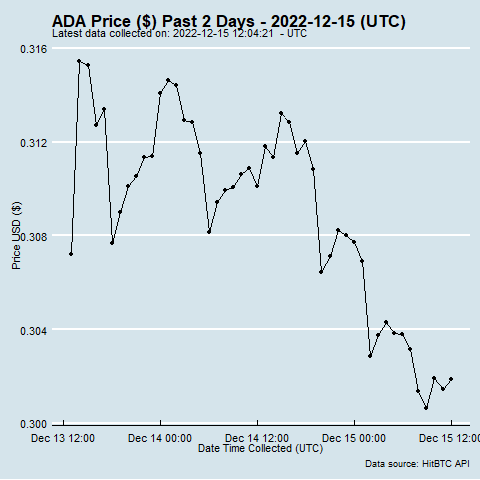 ADA Price ($) Past 2 Days - 2022-12-15 (UTC)
Latest data collected on: 2022-12-15 12:04:21 - UTC
0.316
0.312
0.308
0.304
0.300
Price USD ($)
Dec 13 12:00 Dec 14 00:00 Dec 14 12:00 Dec 15 00:00 Dec 15 12:00
Date Time Collected (UTC)
Data source: HitBTC API